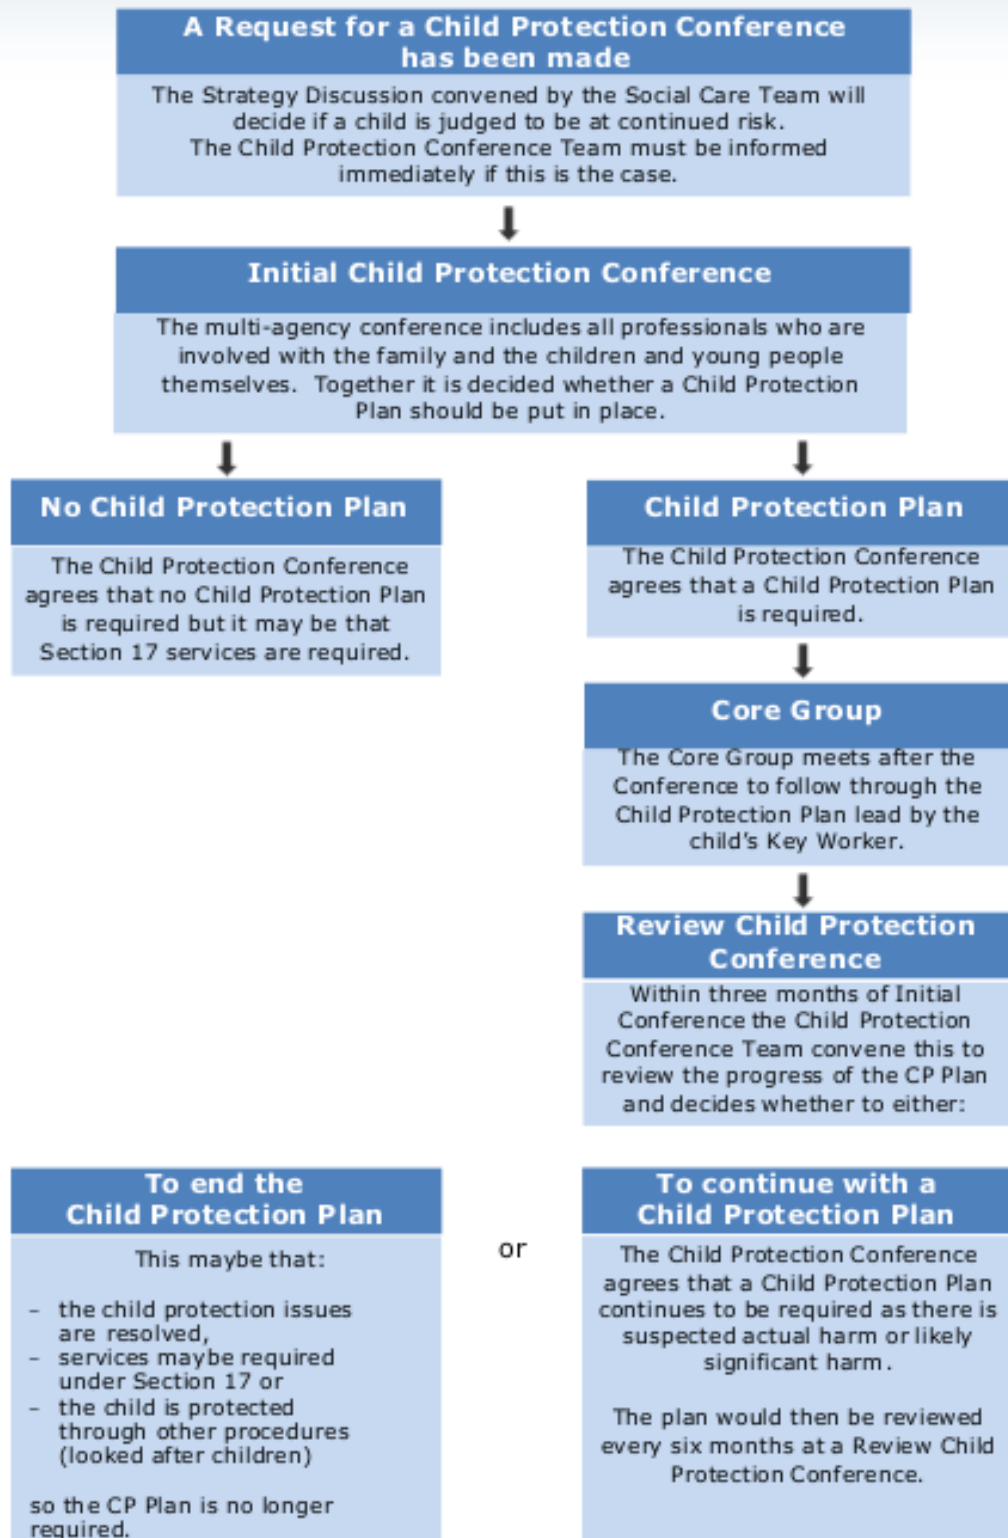 A Request for a Child Protection Conference
has been made
The Strategy Discussion convened by the Social Care Team will
decide if a child is judged to be at continued risk.
The Child Protection Conference Team must be informed
immediately if this is the case.
Initial Child Protection Conference
The multi-agency conference includes all professionals who are
involved with the family and the children and young people
themselves. Together it is decided whether a Child Protection
Plan should be put in place.
No Child Protection Plan
The Child Protection Conference
agrees that no Child Protection Plan
is required but it may be that
Section 17 services are required.
Child Protection Plan
The Child Protection Conference
agrees that a Child Protection Plan
is required.
Core Group
The Core Group meets after the
Conference to follow through the
Child Protection Plan lead by the
child's Key Worker.
Review Child Protection
Conference
Within three months of Initial
Conference the Child Protection
Conference Team convene this to
review the progress of the CP Plan
and decides whether to either:
To end the
Child Protection Plan
This maybe that:
- the child protection issues
are resolved,
- services maybe required
under Section 17 or
- the child is protected
through other procedures
(looked after children)
so the CP Plan is no longer
required.
or
To continue with a
Child Protection Plan
The Child Protection Conference
agrees that a Child Protection Plan
continues to be required as there is
suspected actual harm or likely
significant harm.
The plan would then be reviewed
every six months at a Review Child
Protection Conference.